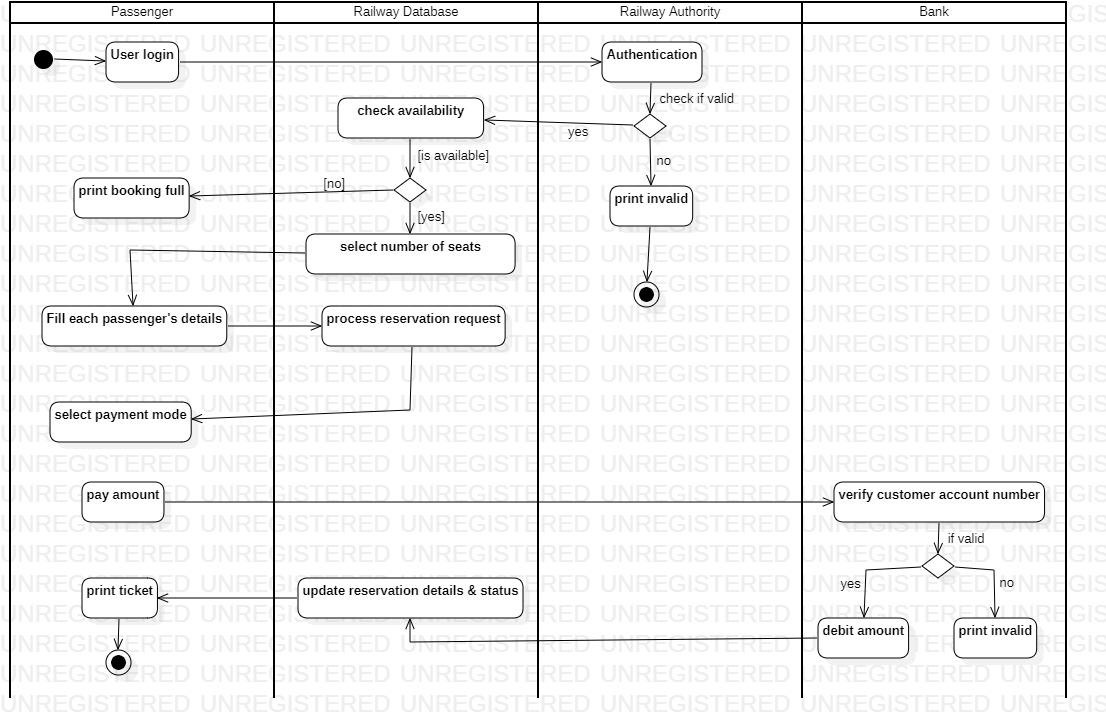 Passenger
Railway Database
Railway Authority
Bank
User login
Authentication
check if valid
check availability
yes
[is available]
no
print booking full
[no]
print invalid
[yes]
select number of seats
Fill each passenger's details
process reservation request
select payment mode
pay amount
verify customer account number
if valid
yes
no
print ticket
update reservation details & status
debit amount
print invalid
UNREGISTERED